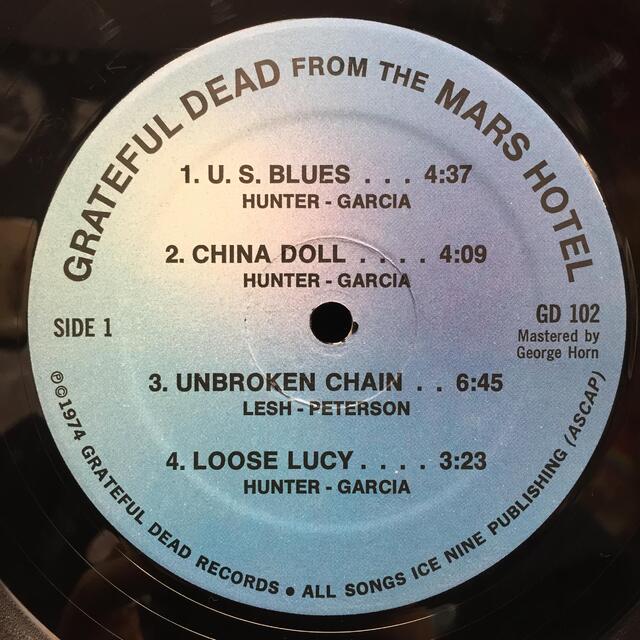 GRATEFUL DEAD FROM THE MARS HOTEL
1. U. S. BLUES . . . 4:37
HUNTER - GARCIA
2. CHINA DOLL . . . . 4:09
HUNTER - GARCIA
SIDE 1
GD 102
Mastered by
George Horn
3. UNBROKEN CHAIN . . 6:45
LESH - PETERSON
4. LOOSE LUCY . . . . 3:23
HUNTER - GARCIA
℗©1974 GRATEFUL DEAD RECORDS • ALL SONGS ICE NINE PUBLISHING (ASCAP)